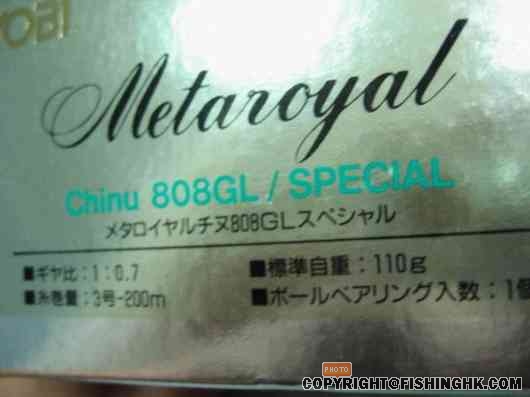 YOBI
Metaroyal
Chinu 808GL / SPECIAL
メタロイヤルチヌ808GLスペシャル
■ギヤ比：1：0.7
■標準自重：110g
■糸巻量：3号-200m
■ボールベアリング入数：1個
PHOTO
COPYRIGHT@FISHINGHK.COM